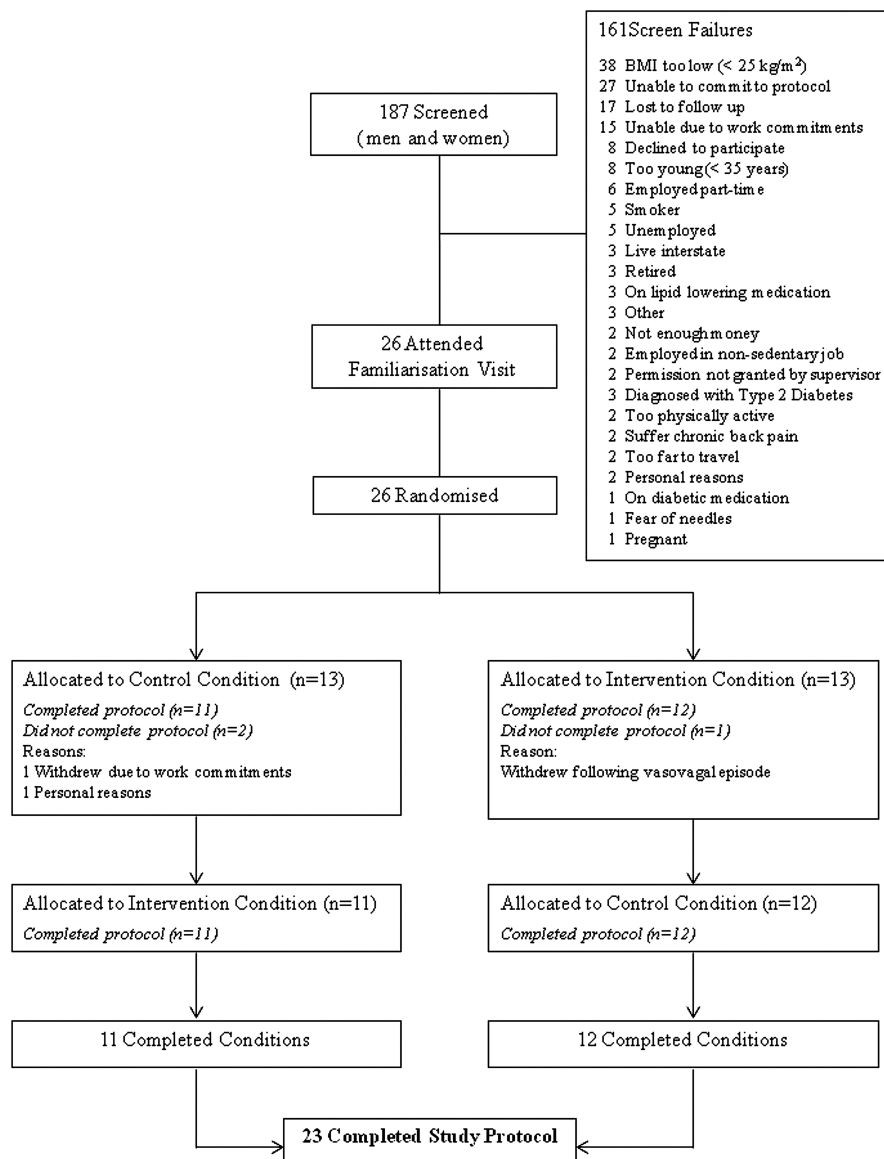 161 Screen Failures
38 BMI too low (< 25 kg/m²)
27 Unable to commit to protocol
17 Lost to follow up
15 Unable due to work commitments
8 Declined to participate
8 Too young (< 35 years)
6 Employed part-time
5 Smoker
5 Unemployed
3 Live interstate
3 Retired
3 On lipid lowering medication
3 Other
2 Not enough money
2 Employed in non-sedentary job
2 Permission not granted by supervisor
3 Diagnosed with Type 2 Diabetes
2 Too physically active
2 Suffer chronic back pain
2 Too far to travel
2 Personal reasons
1 On diabetic medication
1 Fear of needles
1 Pregnant
187 Screened
(men and women)
26 Attended
Familiarisation Visit
26 Randomised
Allocated to Control Condition (n=13)
Completed protocol (n=11)
Did not complete protocol (n=2)
Reasons:
1 Withdrew due to work commitments
1 Personal reasons
Allocated to Intervention Condition (n=13)
Completed protocol (n=12)
Did not complete protocol (n=1)
Reason:
Withdrew following vasovagal episode
Allocated to Intervention Condition (n=11)
Completed protocol (n=11)
Allocated to Control Condition (n=12)
Completed protocol (n=12)
11 Completed Conditions
12 Completed Conditions
23 Completed Study Protocol